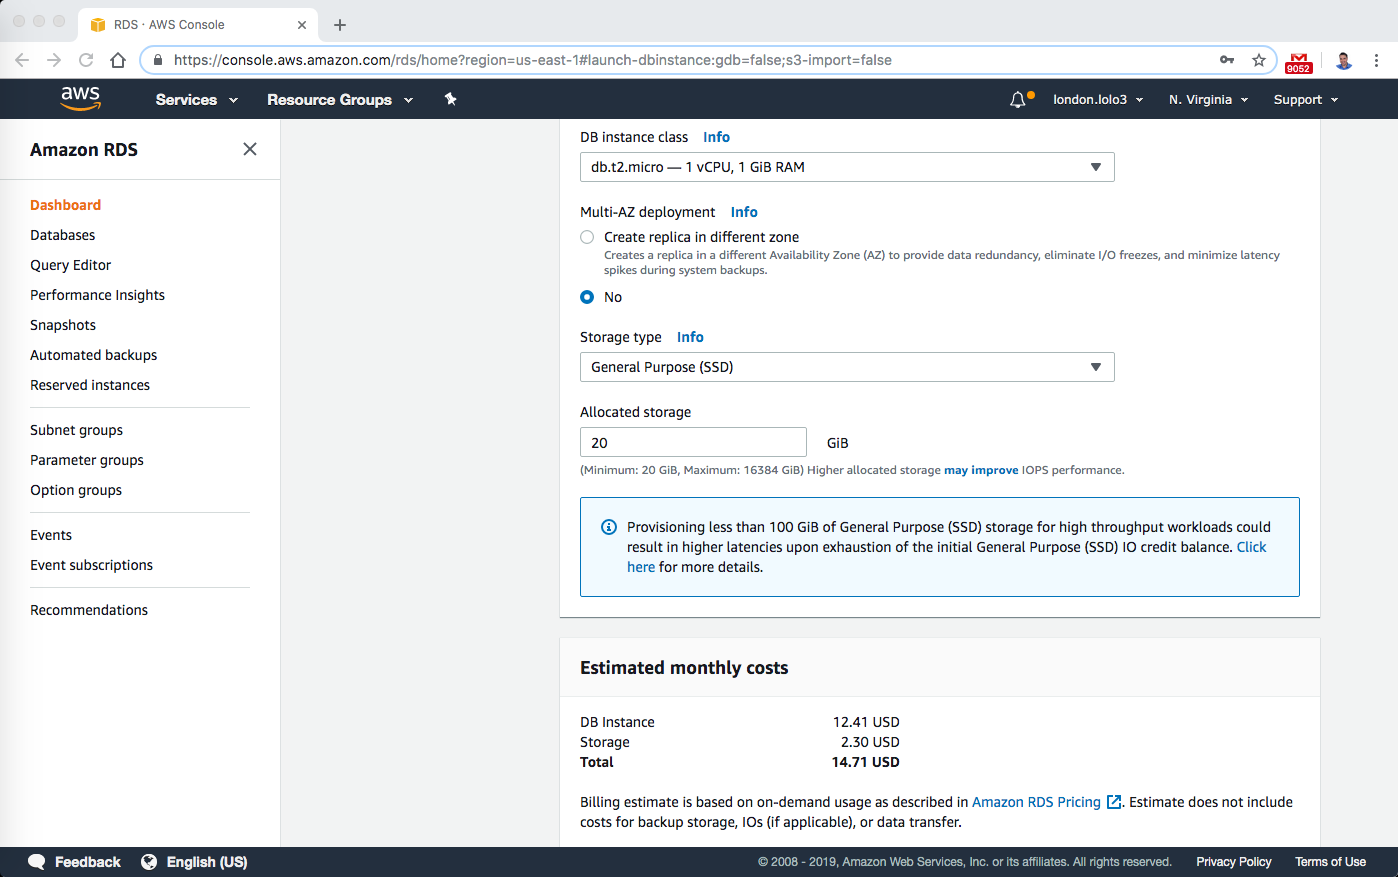 RDS · AWS Console
https://console.aws.amazon.com/rds/home?region=us-east-1#launch-dbinstance:gdb=false;s3-import=false
9052
aws
Services
Resource Groups
london.lolo3
N. Virginia
Support
Amazon RDS
Dashboard
Databases
Query Editor
Performance Insights
Snapshots
Automated backups
Reserved instances
Subnet groups
Parameter groups
Option groups
Events
Event subscriptions
Recommendations
DB instance class Info
db.t2.micro — 1 vCPU, 1 GiB RAM
Multi-AZ deployment Info
Create replica in different zone
Creates a replica in a different Availability Zone (AZ) to provide data redundancy, eliminate I/O freezes, and minimize latency
spikes during system backups.
No
Storage type Info
General Purpose (SSD)
Allocated storage
20 GiB
(Minimum: 20 GiB, Maximum: 16384 GiB) Higher allocated storage may improve IOPS performance.
Provisioning less than 100 GiB of General Purpose (SSD) storage for high throughput workloads could
result in higher latencies upon exhaustion of the initial General Purpose (SSD) IO credit balance. Click
here for more details.
Estimated monthly costs
DB Instance 12.41 USD
Storage 2.30 USD
Total 14.71 USD
Billing estimate is based on on-demand usage as described in Amazon RDS Pricing. Estimate does not include
costs for backup storage, IOs (if applicable), or data transfer.
Feedback
English (US)
© 2008 - 2019, Amazon Web Services, Inc. or its affiliates. All rights reserved.
Privacy Policy
Terms of Use